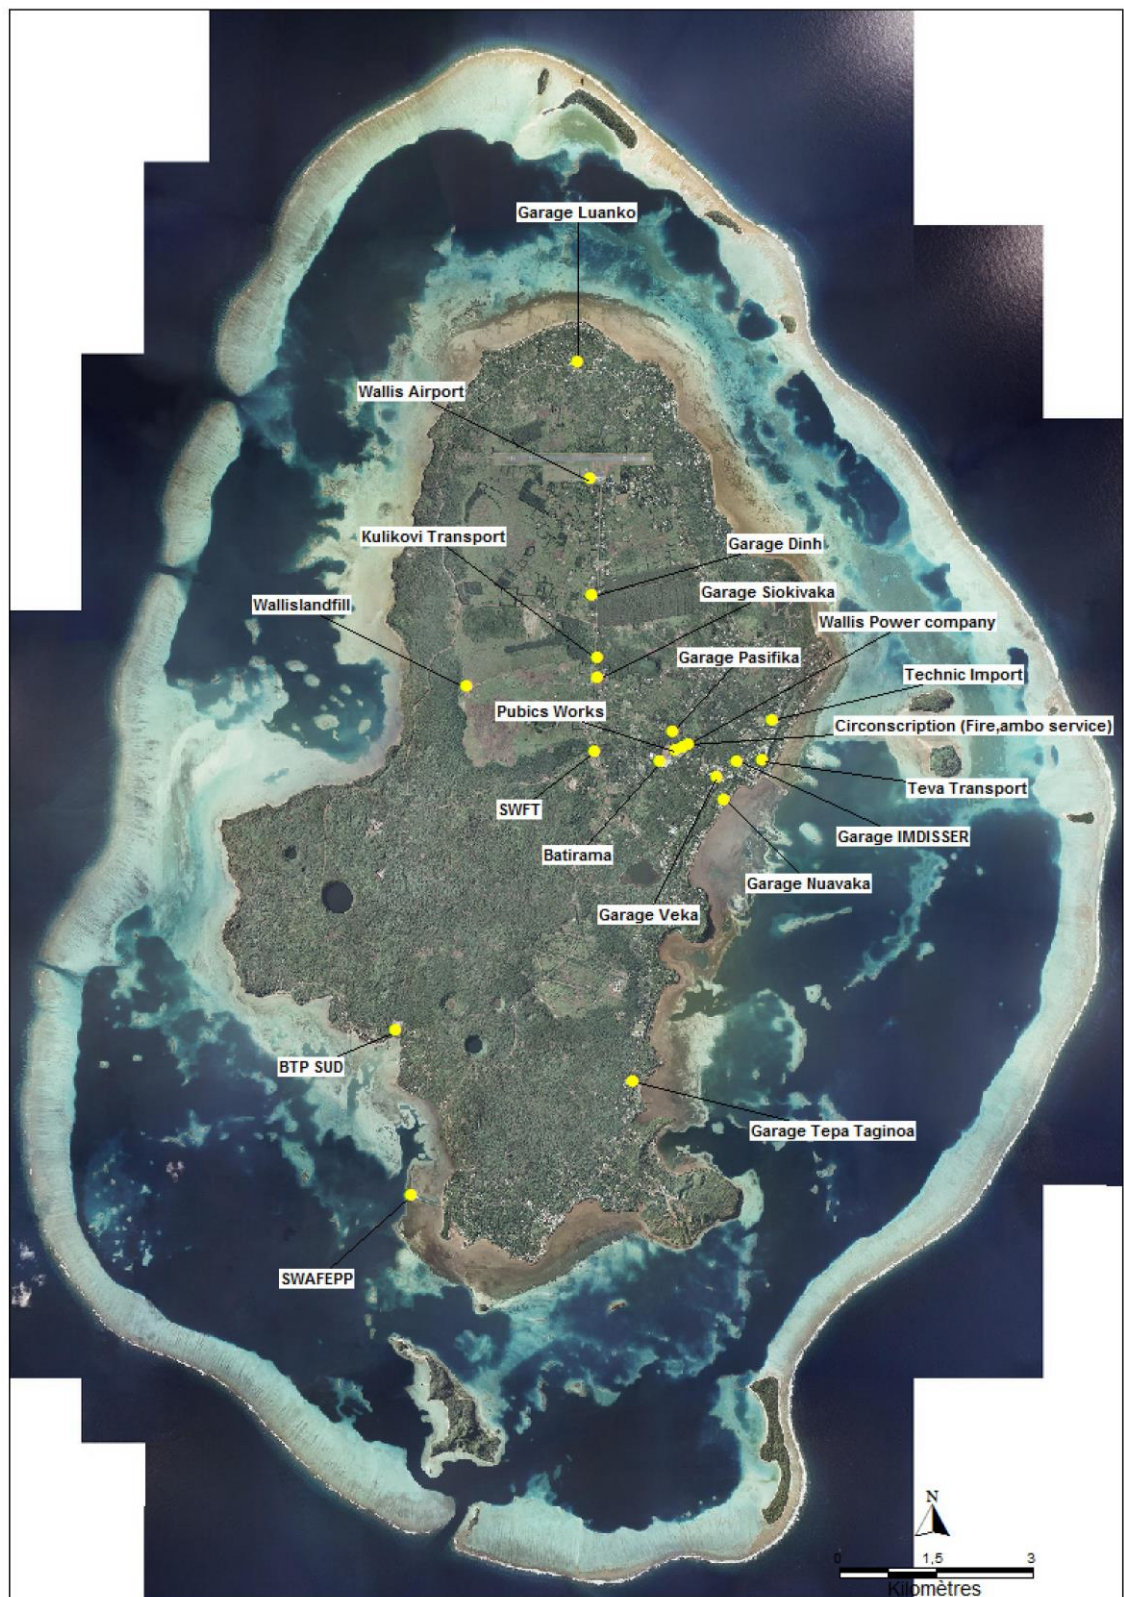 Garage Luanko
Wallis Airport
Kulikovi Transport
Garage Dinh
Garage Siokivaka
Wallislandfill
Wallis Power company
Garage Pasifika
Technic Import
Pubics Works
Circonscription (Fire,ambo service)
Teva Transport
SWFT
Garage IMDISSER
Batirama
Garage Nuavaka
Garage Veka
BTP SUD
Garage Tepa Taginoa
SWAFEPP
N
0 1,5 3
Kilomètres